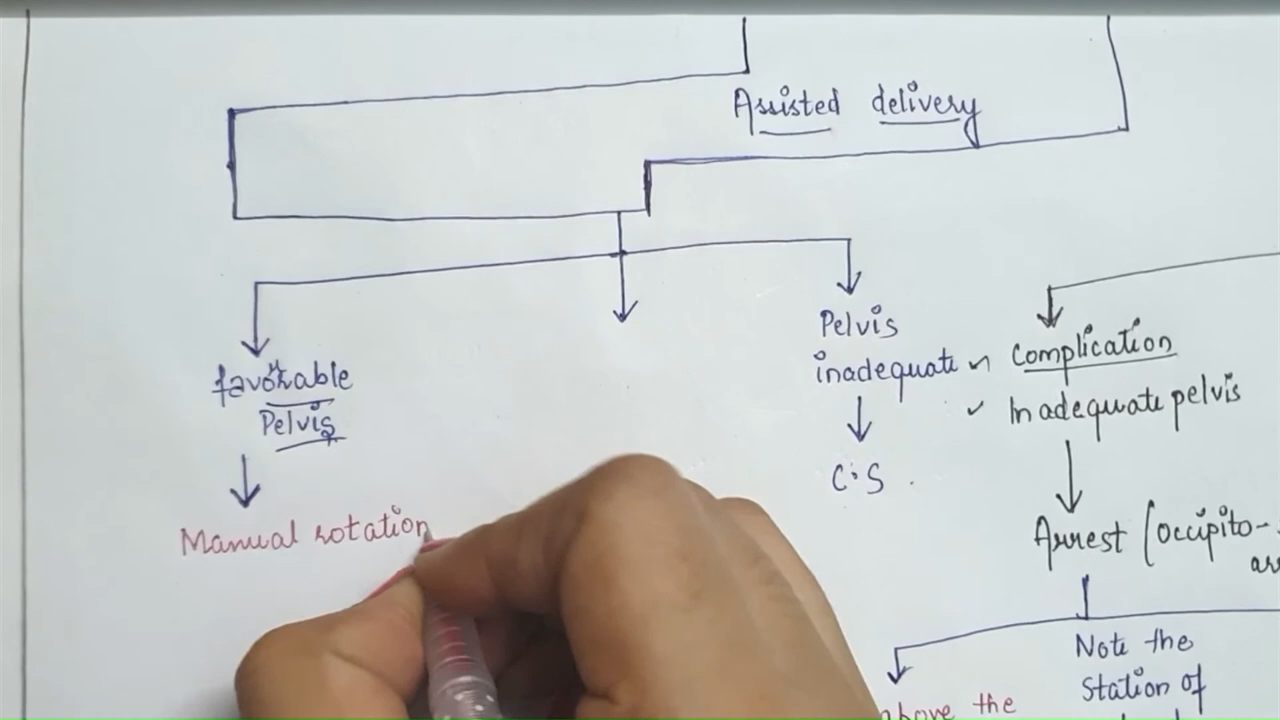 Assisted delivery
favorable
Pelvis
Manual rotation
Pelvis
inadequate
C.S
Complication
Inadequate pelvis
Arrest (Occipito-
Note the
Station of
above the